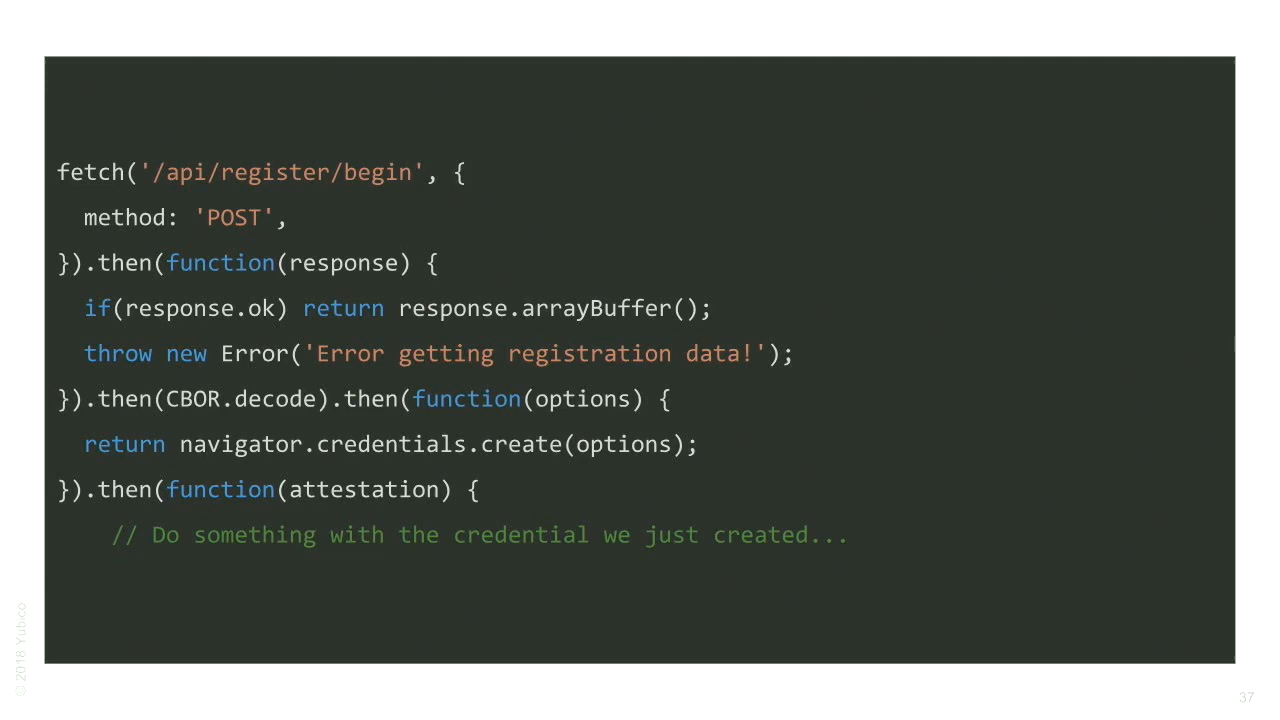 fetch('/api/register/begin', {
  method: 'POST',
}).then(function(response) {
  if(response.ok) return response.arrayBuffer();
  throw new Error('Error getting registration data!');
}).then(CBOR.decode).then(function(options) {
  return navigator.credentials.create(options);
}).then(function(attestation) {
    // Do something with the credential we just created...
© 2018 Yubico
37